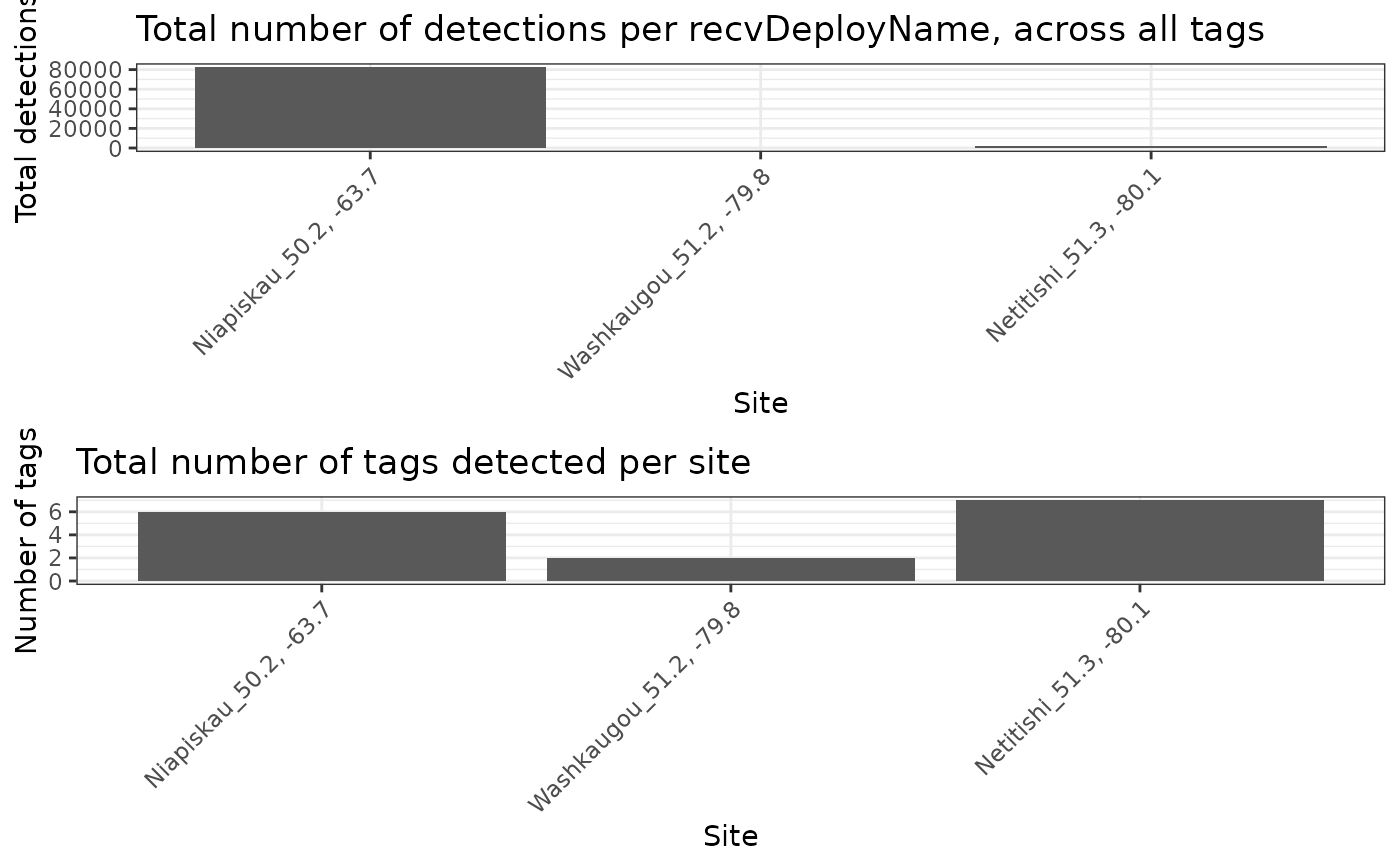 Total number of detections per recvDeployName, across all tags
Total detections
80000
60000
40000
20000
0
Niapiskau_50.2, -63.7
Washkaugou_51.2, -79.8
Netitishi_51.3, -80.1
Site
Total number of tags detected per site
Number of tags
6
4
2
0
Niapiskau_50.2, -63.7
Washkaugou_51.2, -79.8
Netitishi_51.3, -80.1
Site